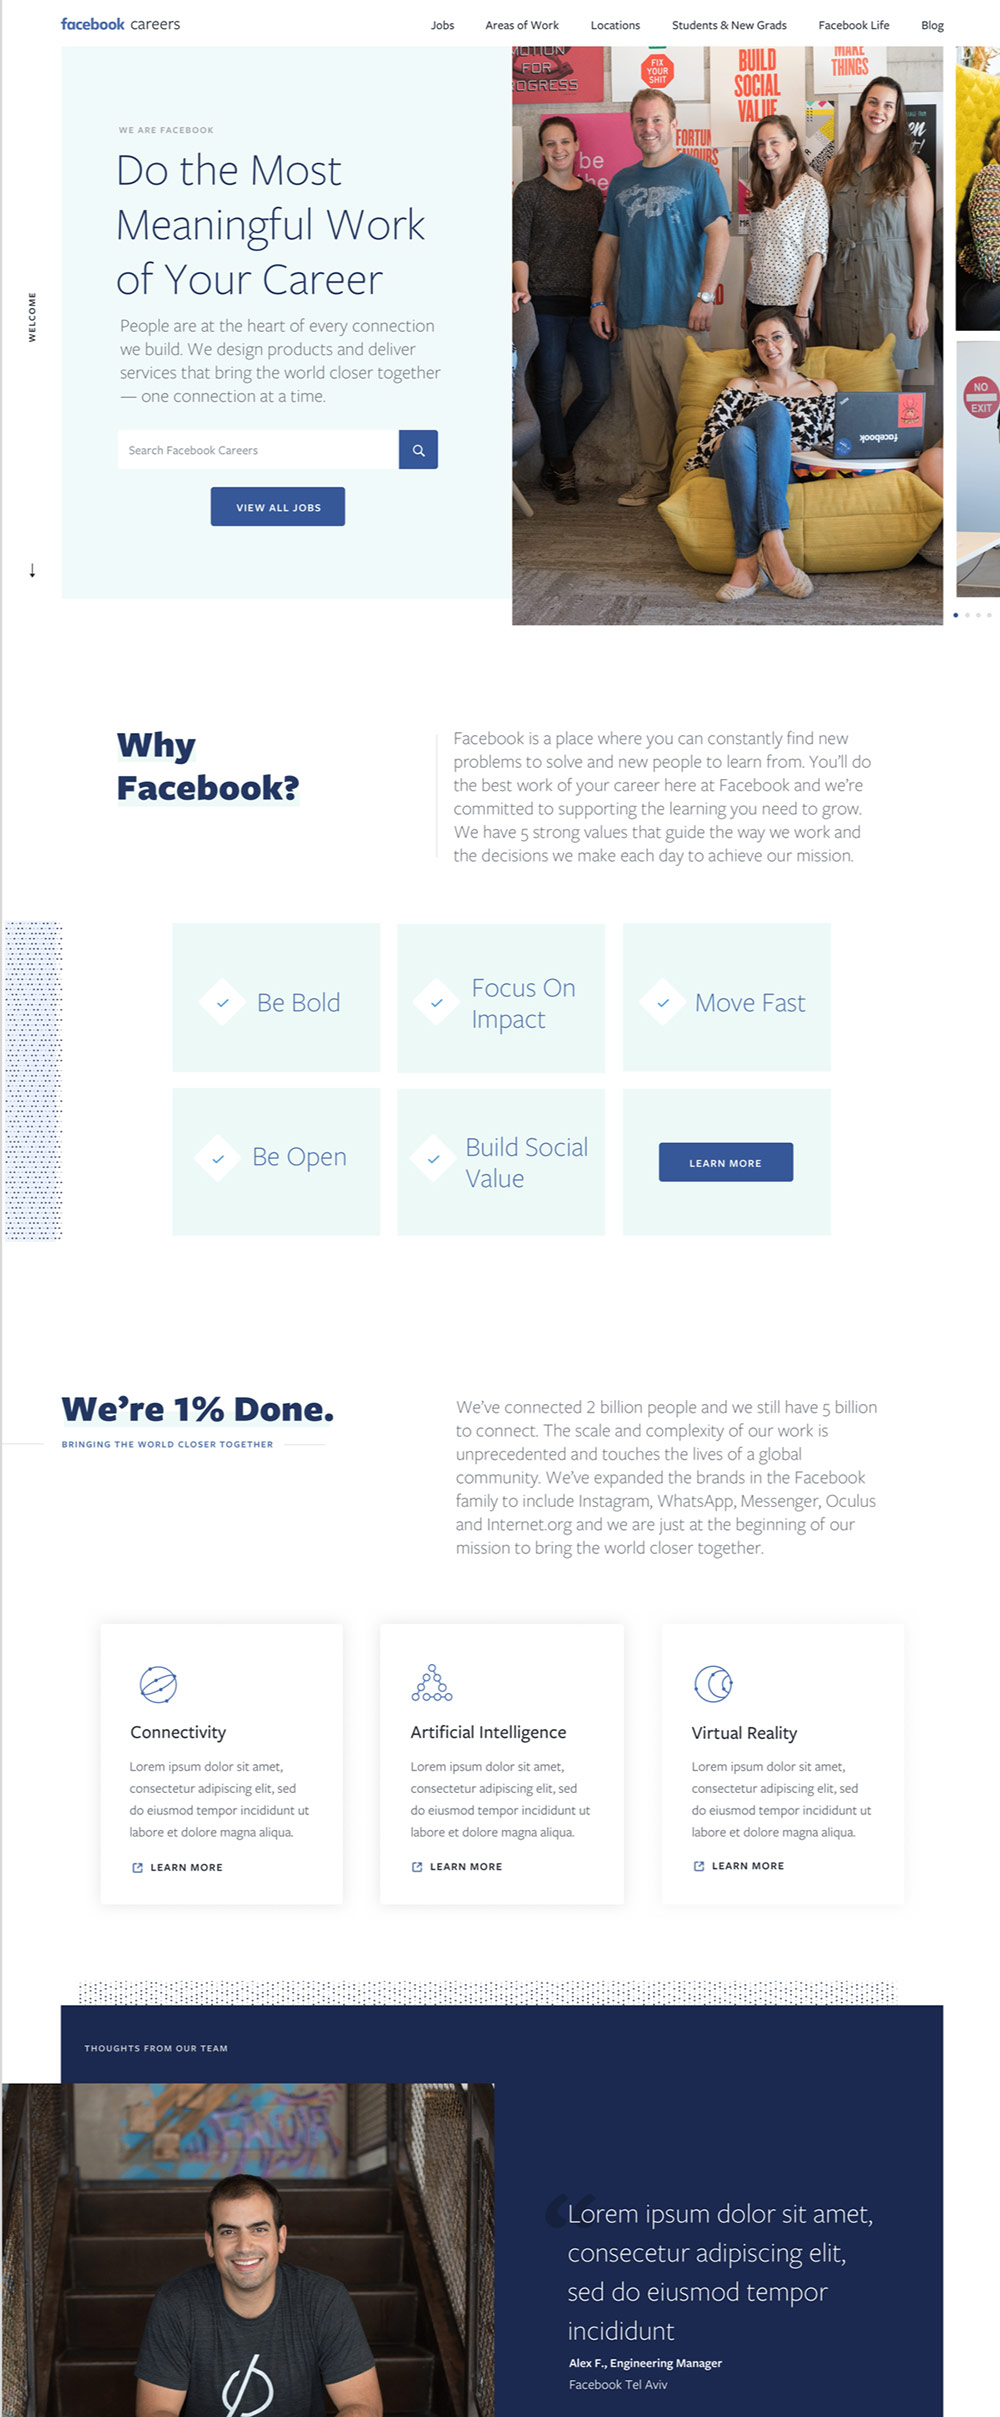 facebook careers
Jobs
Areas of Work
Locations
Students & New Grads
Facebook Life
Blog
WELCOME
WE ARE FACEBOOK
Do the Most
Meaningful Work
of Your Career
People are at the heart of every connection
we build. We design products and deliver
services that bring the world closer together
— one connection at a time.
Search Facebook Careers
VIEW ALL JOBS
FOR
FIX
YOUR
SHIT
BUILD
SOCIAL
VALUE
MAKE
THINGS
be
the
facebook
NO
EXIT
Why
Facebook?
Facebook is a place where you can constantly find new
problems to solve and new people to learn from. You’ll do
the best work of your career here at Facebook and we’re
committed to supporting the learning you need to grow.
We have 5 strong values that guide the way we work and
the decisions we make each day to achieve our mission.
Be Bold
Focus On
Impact
Move Fast
Be Open
Build Social
Value
LEARN MORE
We’re 1% Done.
BRINGING THE WORLD CLOSER TOGETHER
We’ve connected 2 billion people and we still have 5 billion
to connect. The scale and complexity of our work is
unprecedented and touches the lives of a global
community. We’ve expanded the brands in the Facebook
family to include Instagram, WhatsApp, Messenger, Oculus
and Internet.org and we are just at the beginning of our
mission to bring the world closer together.
Connectivity
Lorem ipsum dolor sit amet,
consectetur adipiscing elit, sed
do eiusmod tempor incididunt ut
labore et dolore magna aliqua.
LEARN MORE
Artificial Intelligence
Lorem ipsum dolor sit amet,
consectetur adipiscing elit, sed
do eiusmod tempor incididunt ut
labore et dolore magna aliqua.
LEARN MORE
Virtual Reality
Lorem ipsum dolor sit amet,
consectetur adipiscing elit, sed
do eiusmod tempor incididunt ut
labore et dolore magna aliqua.
LEARN MORE
THOUGHTS FROM OUR TEAM
“Lorem ipsum dolor sit amet,
consecetur adipiscing elit,
sed do eiusmod tempor
incididunt
Alex F., Engineering Manager
Facebook Tel Aviv